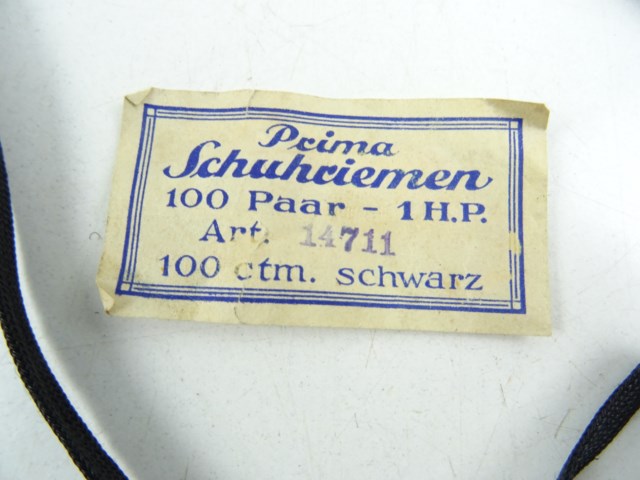 Prima
Schuhriemen
100 Paar - 1 H.P.
Art. 14711
100 ctm. schwarz